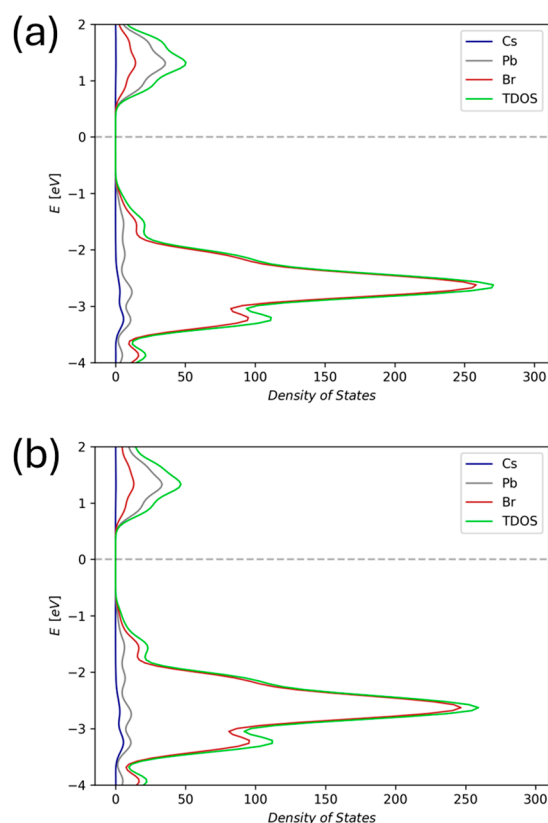 (a)
2
1
0
−1
−2
−3
−4
E [eV]
Cs
Pb
Br
TDOS
0 50 100 150 200 250 300
Density of States
(b)
2
1
0
−1
−2
−3
−4
E [eV]
Cs
Pb
Br
TDOS
0 50 100 150 200 250 300
Density of States